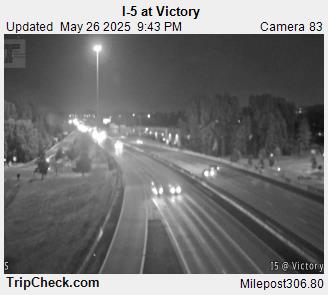 I-5 at Victory
Updated May 26 2025 9:43 PM Camera 83
S I5 @ Victory
TripCheck.com Milepost306.80